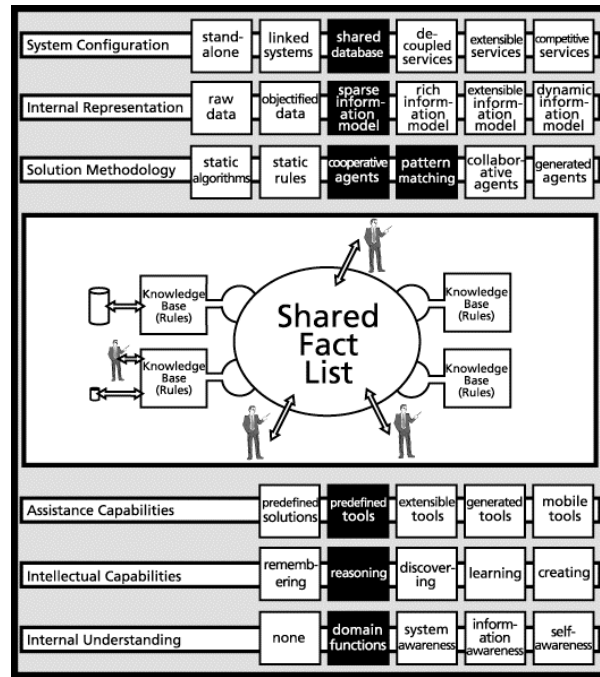 System Configuration
stand-
alone
linked
systems
shared
database
de-
coupled
services
extensible
services
competitive
services
Internal Representation
raw
data
objectified
data
sparse
inform-
ation
model
rich
inform-
ation
model
extensible
inform-
ation
model
dynamic
inform-
ation
model
Solution Methodology
static
algorithms
static
rules
cooperative
agents
pattern
matching
collabor-
ative
agents
generated
agents
Knowledge
Base
(Rules)
Knowledge
Base
(Rules)
Shared
Fact
List
Knowledge
Base
(Rules)
Knowledge
Base
(Rules)
Assistance Capabilities
predefined
solutions
predefined
tools
extensible
tools
generated
tools
mobile
tools
Intellectual Capabilities
rememb-
ering
reasoning
discover-
ing
learning
creating
Internal Understanding
none
domain
functions
system
awareness
inform-
ation
awareness
self-
awareness